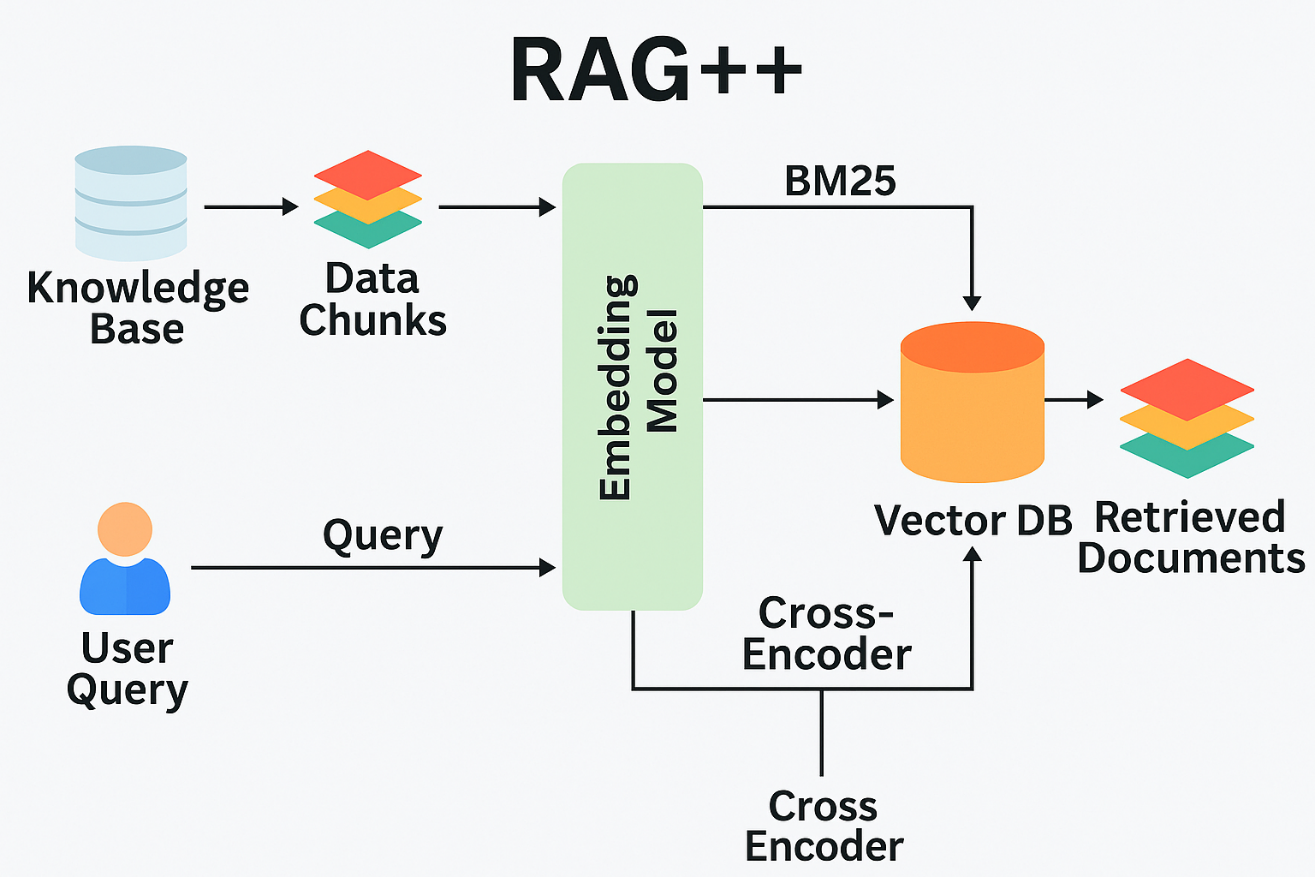 RAG++
Knowledge
Base
Data
Chunks
Embedding
Model
BM25
Vector DB
Retrieved
Documents
User
Query
Query
Cross-
Encoder
Cross
Encoder